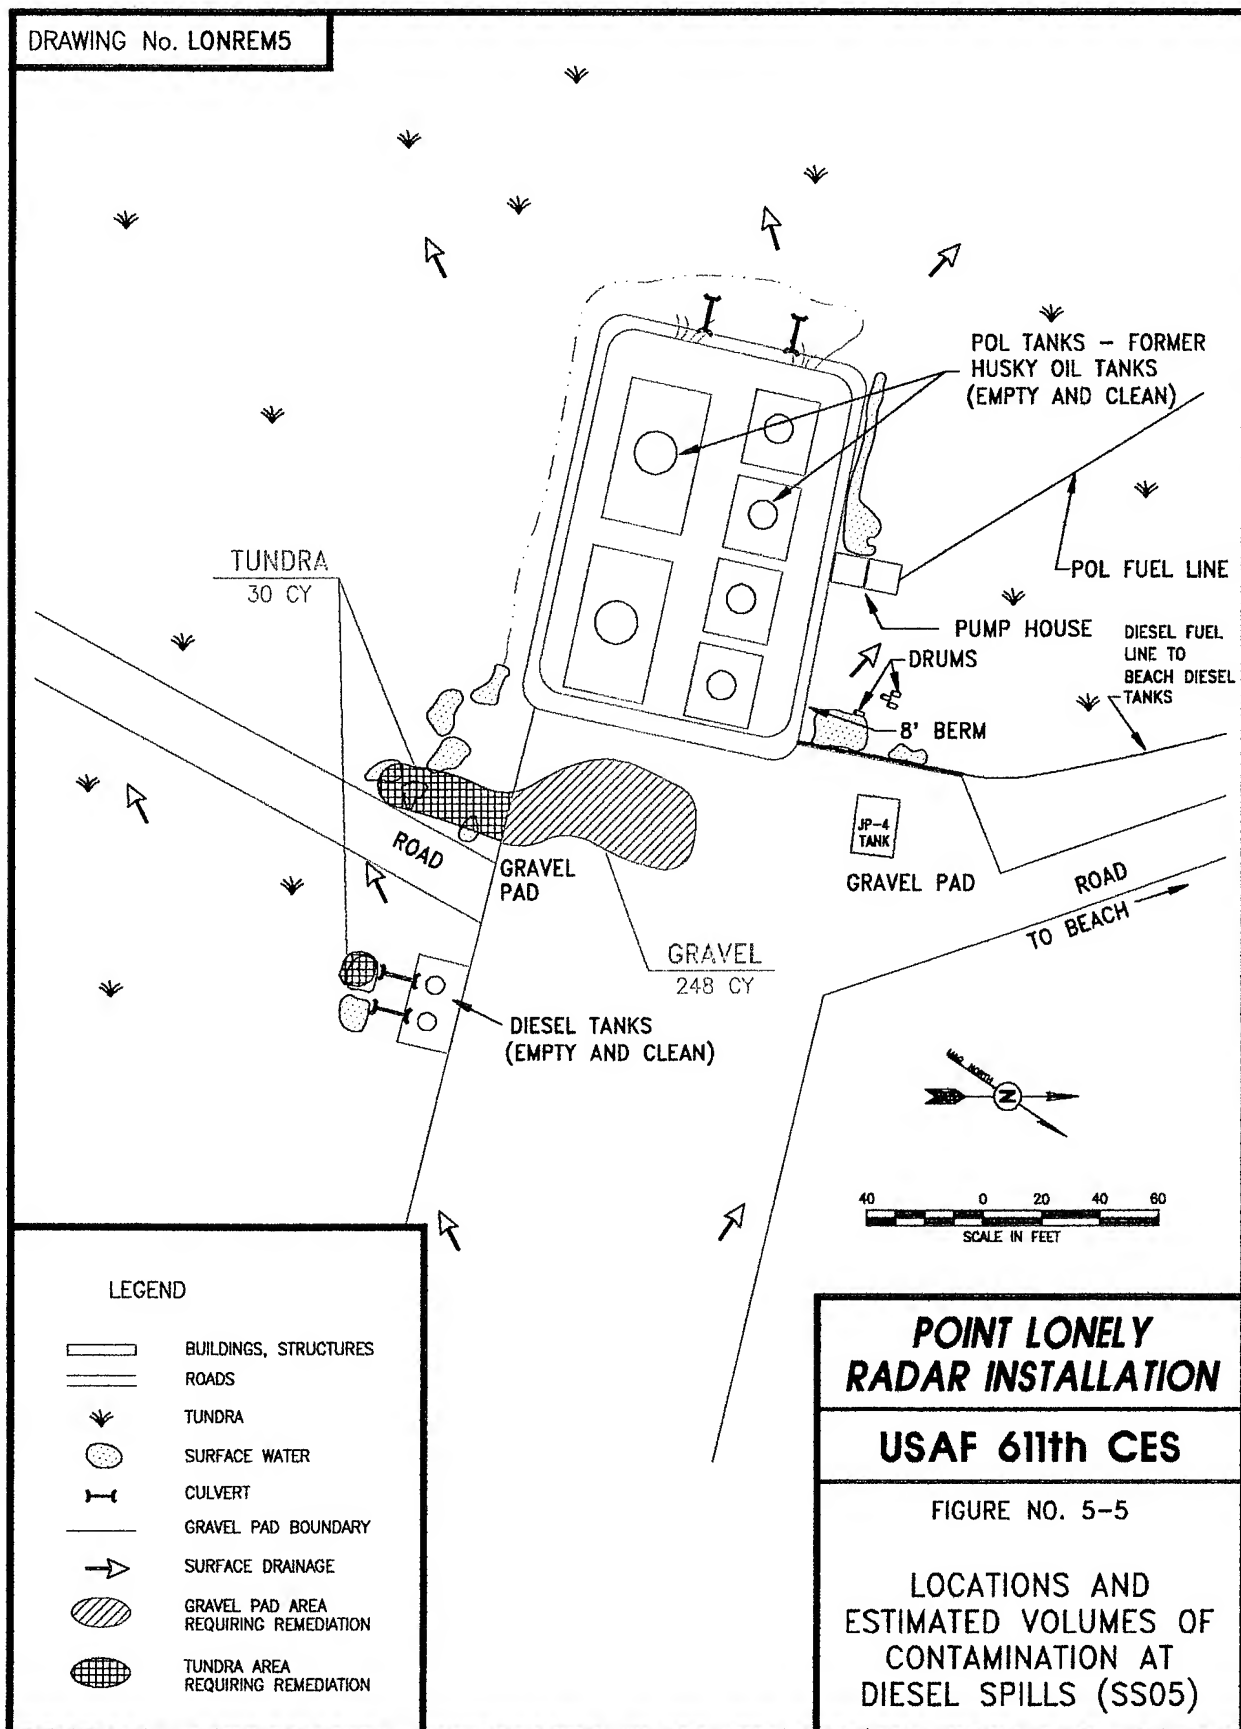 DRAWING No. LONREM5
POL TANKS - FORMER
HUSKY OIL TANKS
(EMPTY AND CLEAN)
TUNDRA
30 CY
POL FUEL LINE
PUMP HOUSE
DIESEL FUEL
LINE TO
BEACH DIESEL
TANKS
DRUMS
8' BERM
JP-4
TANK
ROAD
GRAVEL
PAD
GRAVEL PAD
ROAD
TO BEACH
GRAVEL
248 CY
DIESEL TANKS
(EMPTY AND CLEAN)
MAG NORTH
N
40 0 20 40 60
SCALE IN FEET
LEGEND
BUILDINGS, STRUCTURES
ROADS
TUNDRA
SURFACE WATER
CULVERT
GRAVEL PAD BOUNDARY
SURFACE DRAINAGE
GRAVEL PAD AREA
REQUIRING REMEDIATION
TUNDRA AREA
REQUIRING REMEDIATION
POINT LONELY
RADAR INSTALLATION
USAF 611th CES
FIGURE NO. 5-5
LOCATIONS AND
ESTIMATED VOLUMES OF
CONTAMINATION AT
DIESEL SPILLS (SS05)